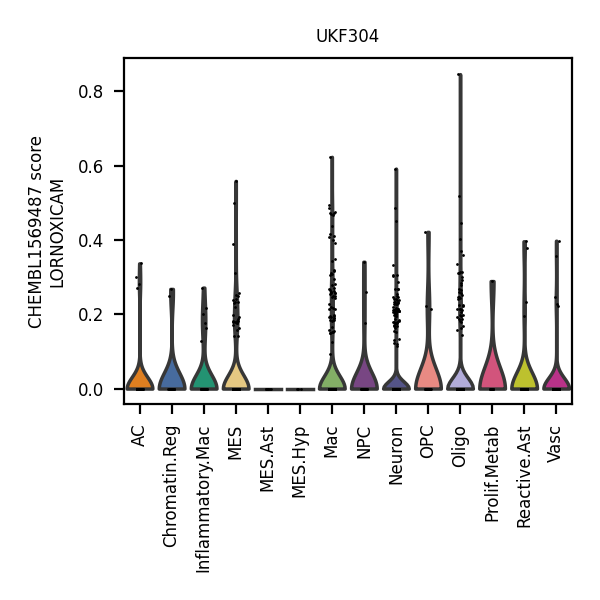 UKF304
CHEMBL1569487 score
LORNOXICAM
0.8
0.6
0.4
0.2
0.0
AC
Chromatin.Reg
Inflammatory.Mac
MES
MES.Ast
MES.Hyp
Mac
NPC
Neuron
OPC
Oligo
Prolif.Metab
Reactive.Ast
Vasc